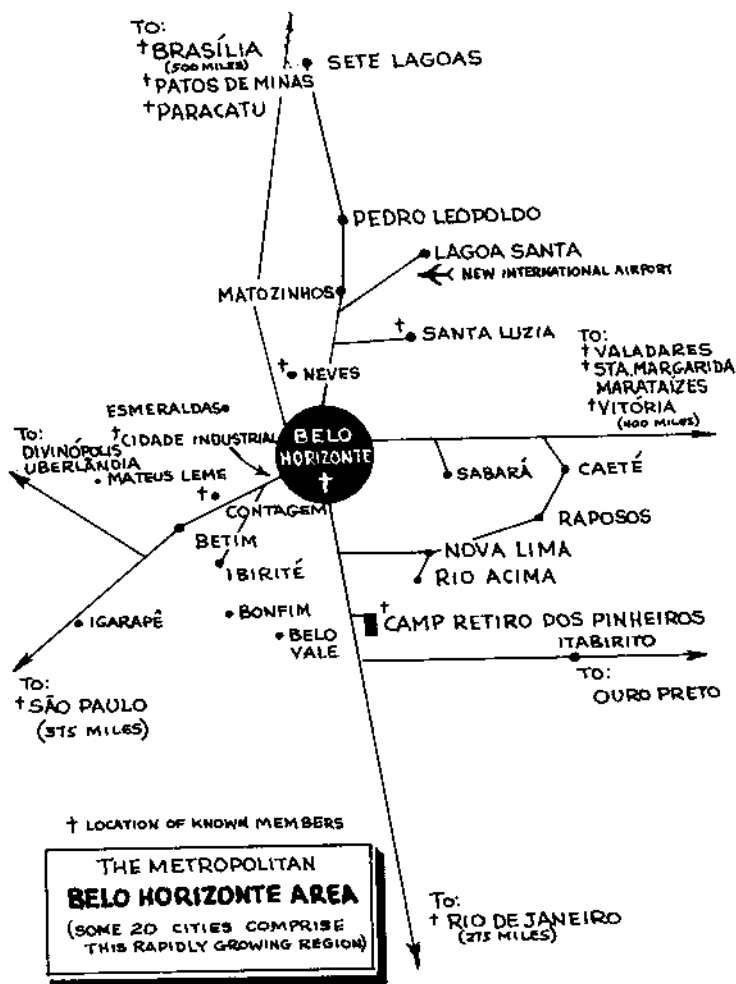 TO:
†BRASÍLIA
(500 MILES)
†PATOS DE MINAS
†PARACATU
SETE LAGOAS
PEDRO LEOPOLDO
LAGOA SANTA
NEW INTERNATIONAL AIRPORT
MATOZINHOS
† SANTA LUZIA
TO:
†VALADARES
†STA. MARGARIDA
MARATAÍZES
†VITÓRIA
(400 MILES)
† NEVES
ESMERALDAS
†CIDADE INDUSTRIAL
BELO
HORIZONTE
†
TO:
DIVINÓPOLIS
UBERLÂNDIA
MATEUS LEME
SABARÁ
CAETÉ
†
CONTAGEM
RAPOSOS
BETIM
IBIRITÉ
NOVA LIMA
RIO ACIMA
IGARAPÊ
BONFIM
BELO
VALE
† CAMP RETIRO DOS PINHEIROS
ITABIRITO
TO:
OURO PRETO
TO:
† SÃO PAULO
(375 MILES)
† LOCATION OF KNOWN MEMBERS
THE METROPOLITAN
BELO HORIZONTE AREA
(SOME 20 CITIES COMPRISE
THIS RAPIDLY GROWING REGION)
TO:
† RIO DE JANEIRO
(275 MILES)